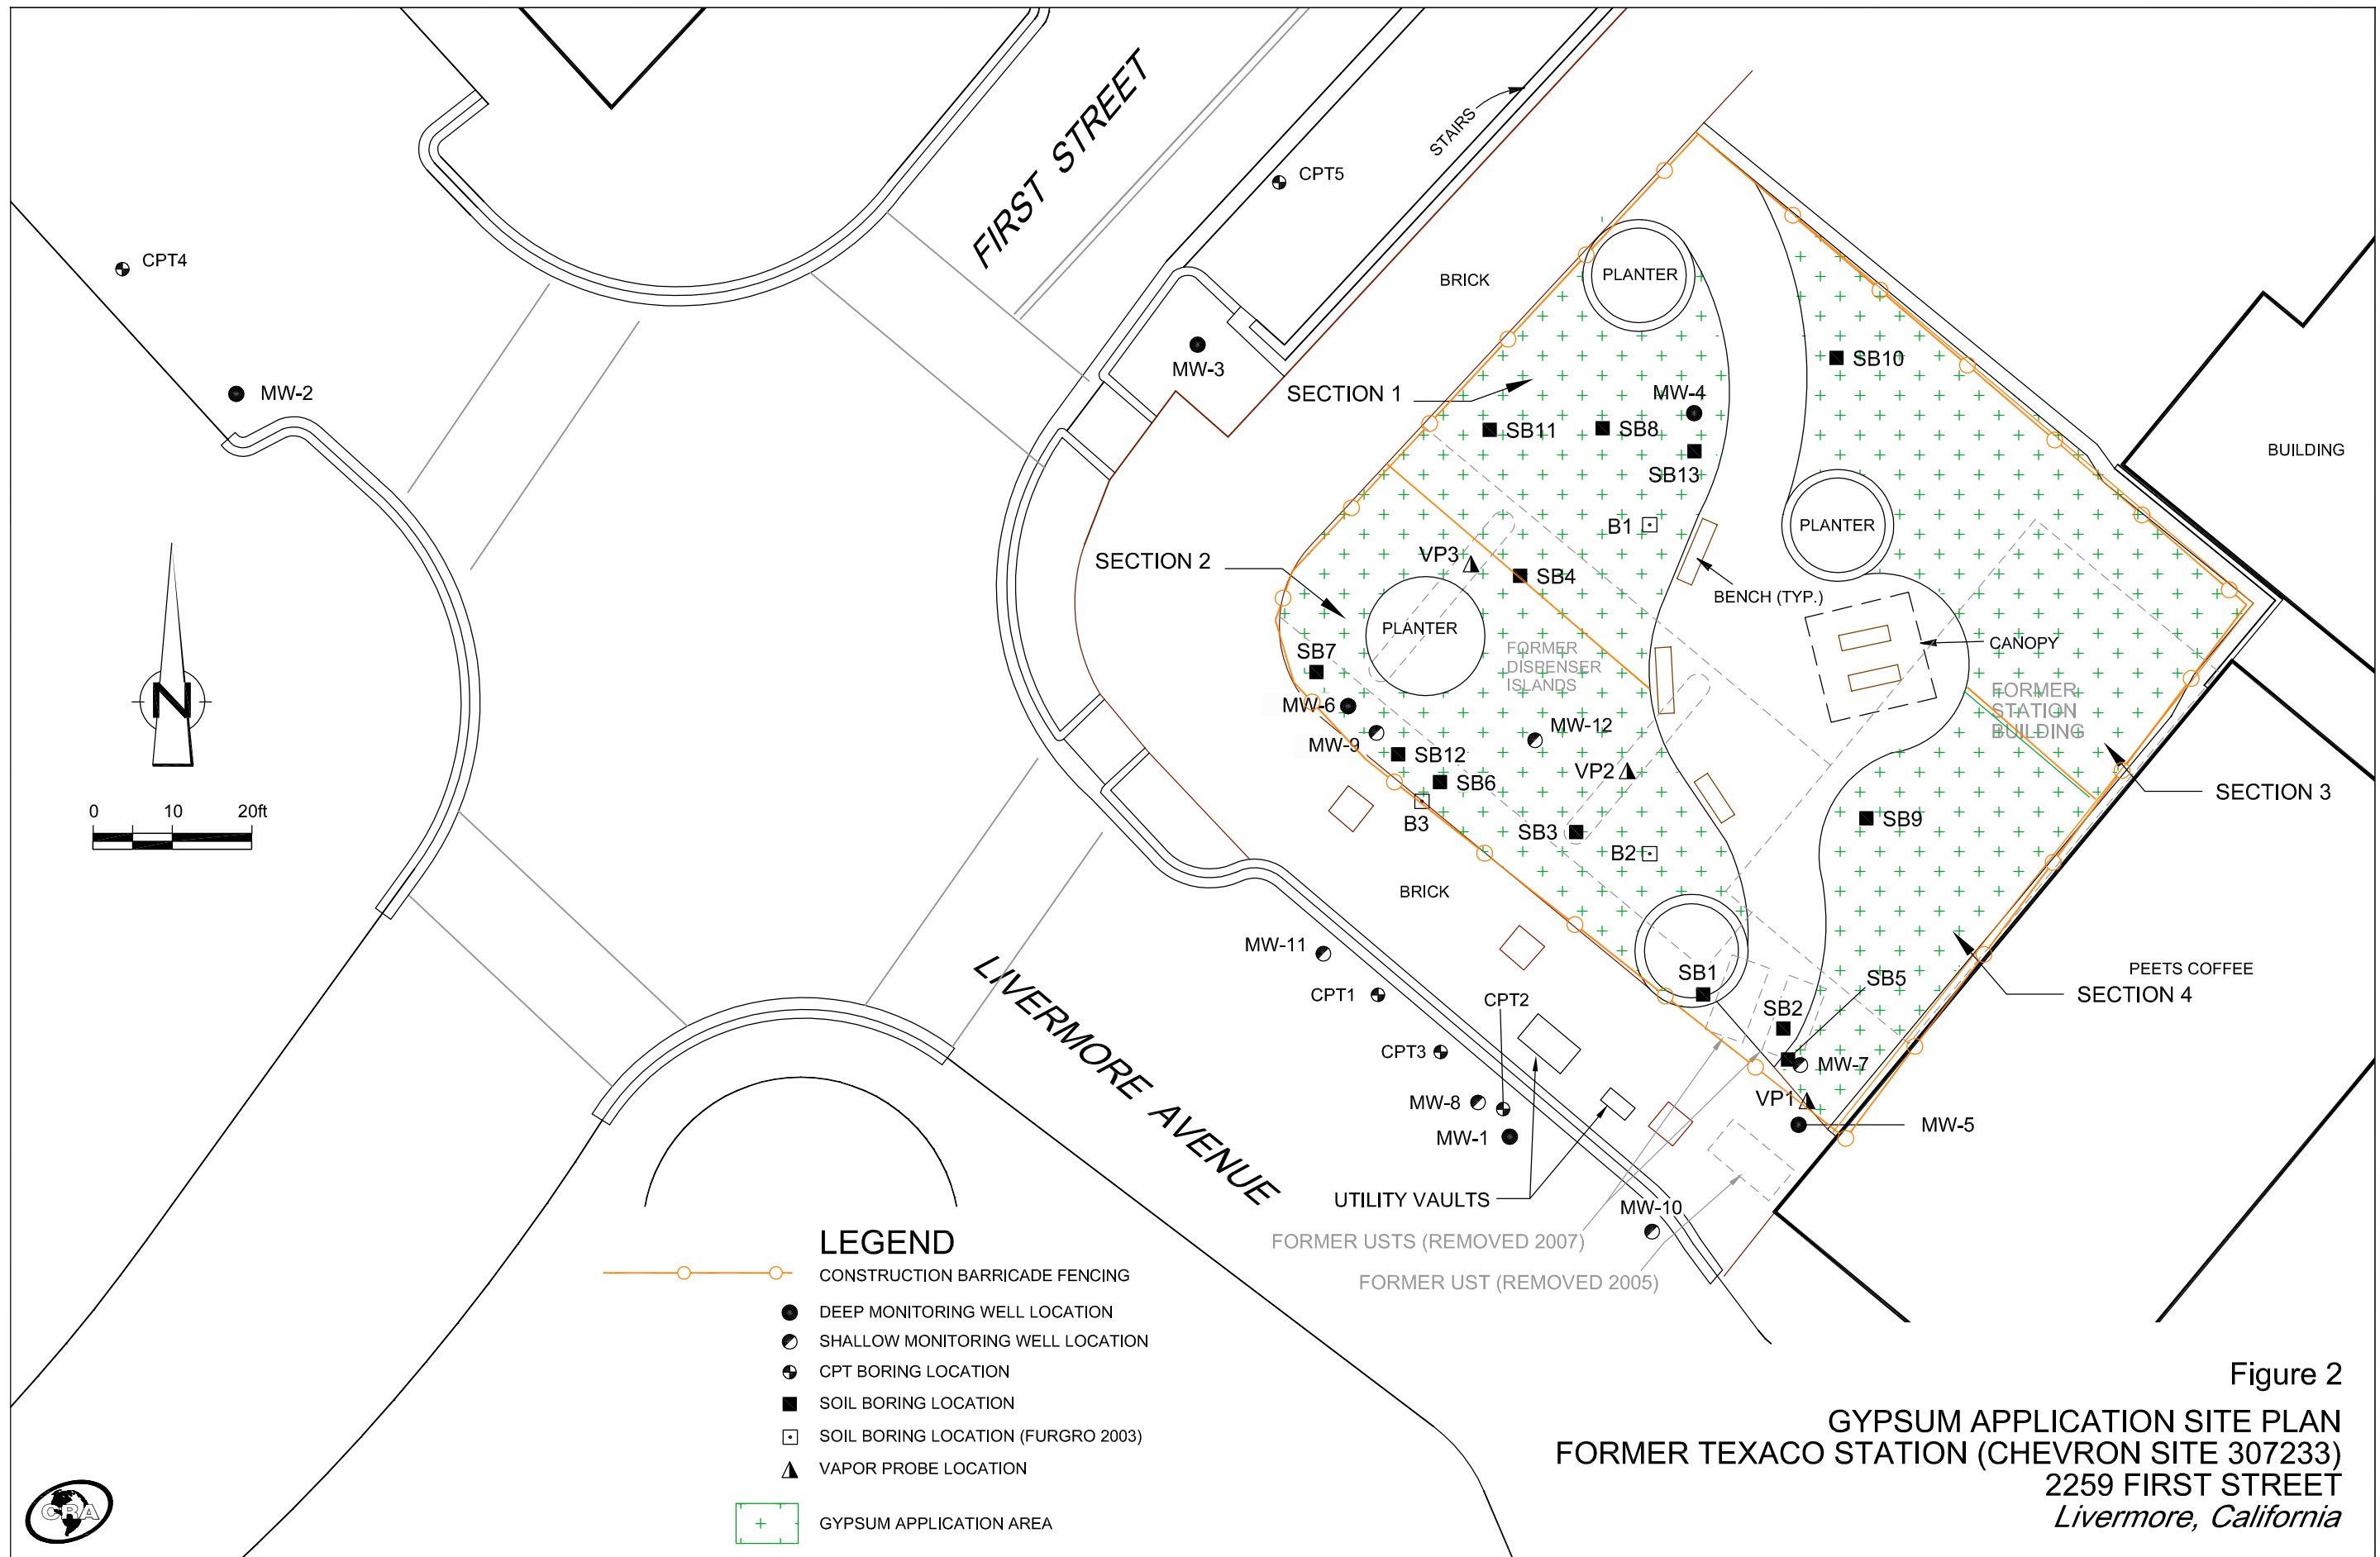 FIRST STREET
STAIRS
CPT5
CPT4
BRICK
PLANTER
MW-3
MW-2
SECTION 1
SB10
MW-4
SB11
SB8
SB13
BUILDING
B1
PLANTER
SECTION 2
VP3
SB4
BENCH (TYP.)
PLANTER
CANOPY
FORMER
DISPENSER
ISLANDS
SB7
FORMER
STATION
BUILDING
MW-6
MW-9
MW-12
SB12
VP2
SB6
SECTION 3
B3
SB3
SB9
B2
N
0 10 20ft
BRICK
MW-11
SB1
SB5
PEETS COFFEE
SECTION 4
CPT1
CPT2
SB2
LIVERMORE AVENUE
CPT3
MW-7
MW-8
VP1
MW-1
MW-5
UTILITY VAULTS
MW-10
FORMER USTS (REMOVED 2007)
FORMER UST (REMOVED 2005)
LEGEND
CONSTRUCTION BARRICADE FENCING
DEEP MONITORING WELL LOCATION
SHALLOW MONITORING WELL LOCATION
CPT BORING LOCATION
SOIL BORING LOCATION
SOIL BORING LOCATION (FURGRO 2003)
VAPOR PROBE LOCATION
GYPSUM APPLICATION AREA
CRA
Figure 2
GYPSUM APPLICATION SITE PLAN
FORMER TEXACO STATION (CHEVRON SITE 307233)
2259 FIRST STREET
Livermore, California